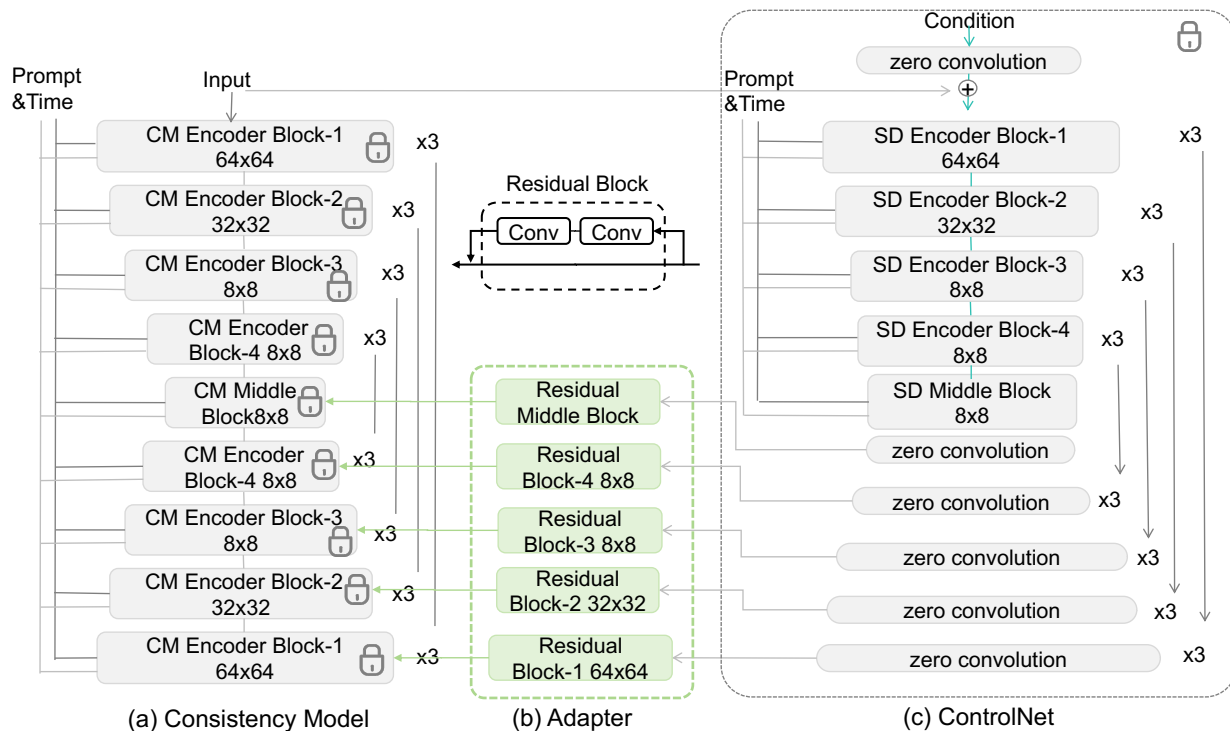 Prompt
&Time
Input
CM Encoder Block-1
64x64
x3
CM Encoder Block-2
32x32
x3
CM Encoder Block-3
8x8
x3
CM Encoder
Block-4 8x8
x3
CM Middle
Block8x8
CM Encoder
Block-4 8x8
x3
CM Encoder Block-3
8x8
x3
CM Encoder Block-2
32x32
x3
CM Encoder Block-1
64x64
x3
(a) Consistency Model
Residual Block
Conv
Conv
Residual
Middle Block
Residual
Block-4 8x8
Residual
Block-3 8x8
Residual
Block-2 32x32
Residual
Block-1 64x64
(b) Adapter
Condition
zero convolution
+
Prompt
&Time
SD Encoder Block-1
64x64
x3
SD Encoder Block-2
32x32
x3
SD Encoder Block-3
8x8
x3
SD Encoder Block-4
8x8
x3
SD Middle Block
8x8
zero convolution
zero convolution
x3
zero convolution
x3
zero convolution
x3
zero convolution
x3
(c) ControlNet